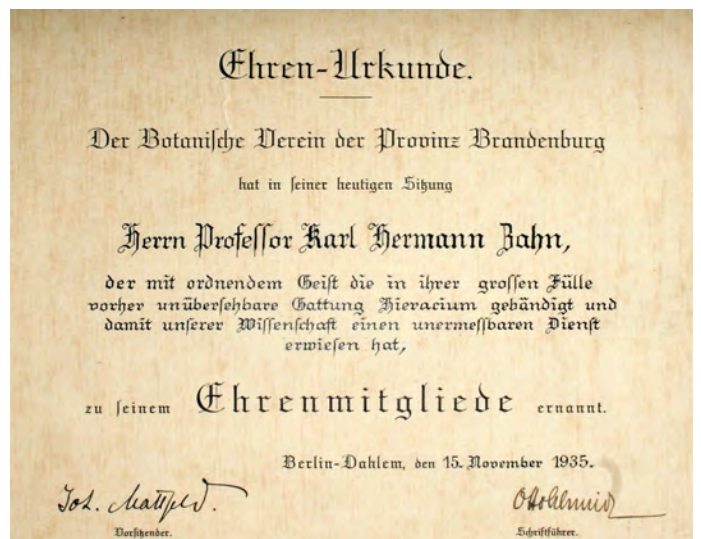 Ehren-Urkunde.
Der Botaniſche Verein der Provinz Brandenburg
hat in ſeiner heutigen Sitzung
Herrn Profeſſor Karl Hermann Zahn,
der mit ordnendem Geiſt die in ihrer groſſen Fülle
vorher unüberſehbare Gattung Hieracium gebändigt und
damit unſerer Wiſſenſchaft einen unermeſſbaren Dienſt
erwieſen hat,
zu ſeinem Ehrenmitgliede ernannt.
Berlin-Dahlem, den 15. November 1935.
Joh. Mattfeld. Otto
Vorſitzender. Schriftführer.